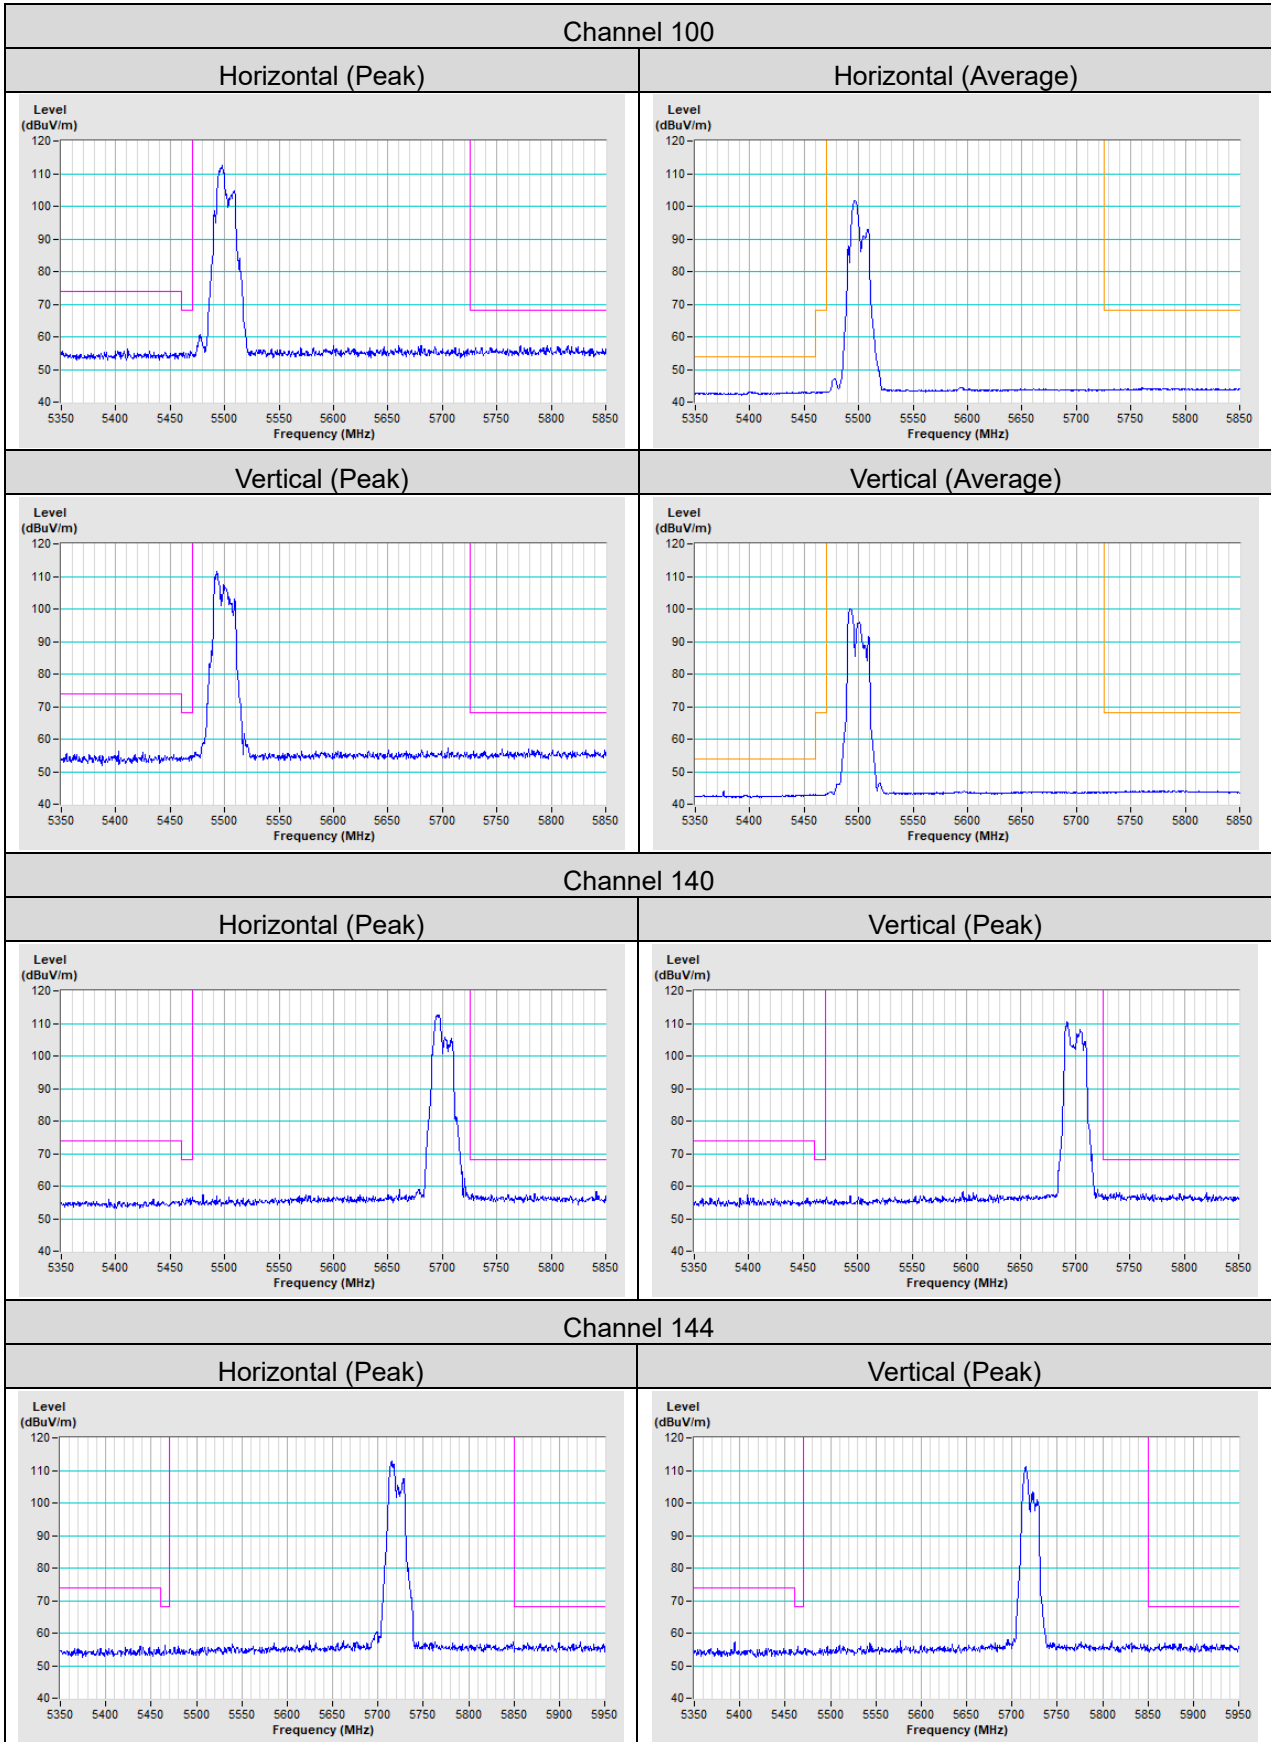 Channel 100
Horizontal (Peak)
Horizontal (Average)
Level
(dBuV/m)
120
110
100
90
80
70
60
50
40
5350 5400 5450 5500 5550 5600 5650 5700 5750 5800 5850
Frequency (MHz)
Level
(dBuV/m)
120
110
100
90
80
70
60
50
40
5350 5400 5450 5500 5550 5600 5650 5700 5750 5800 5850
Frequency (MHz)
Vertical (Peak)
Vertical (Average)
Level
(dBuV/m)
120
110
100
90
80
70
60
50
40
5350 5400 5450 5500 5550 5600 5650 5700 5750 5800 5850
Frequency (MHz)
Level
(dBuV/m)
120
110
100
90
80
70
60
50
40
5350 5400 5450 5500 5550 5600 5650 5700 5750 5800 5850
Frequency (MHz)
Channel 140
Horizontal (Peak)
Vertical (Peak)
Level
(dBuV/m)
120
110
100
90
80
70
60
50
40
5350 5400 5450 5500 5550 5600 5650 5700 5750 5800 5850
Frequency (MHz)
Level
(dBuV/m)
120
110
100
90
80
70
60
50
40
5350 5400 5450 5500 5550 5600 5650 5700 5750 5800 5850
Frequency (MHz)
Channel 144
Horizontal (Peak)
Vertical (Peak)
Level
(dBuV/m)
120
110
100
90
80
70
60
50
40
5350 5400 5450 5500 5550 5600 5650 5700 5750 5800 5850 5900 5950
Frequency (MHz)
Level
(dBuV/m)
120
110
100
90
80
70
60
50
40
5350 5400 5450 5500 5550 5600 5650 5700 5750 5800 5850 5900 5950
Frequency (MHz)